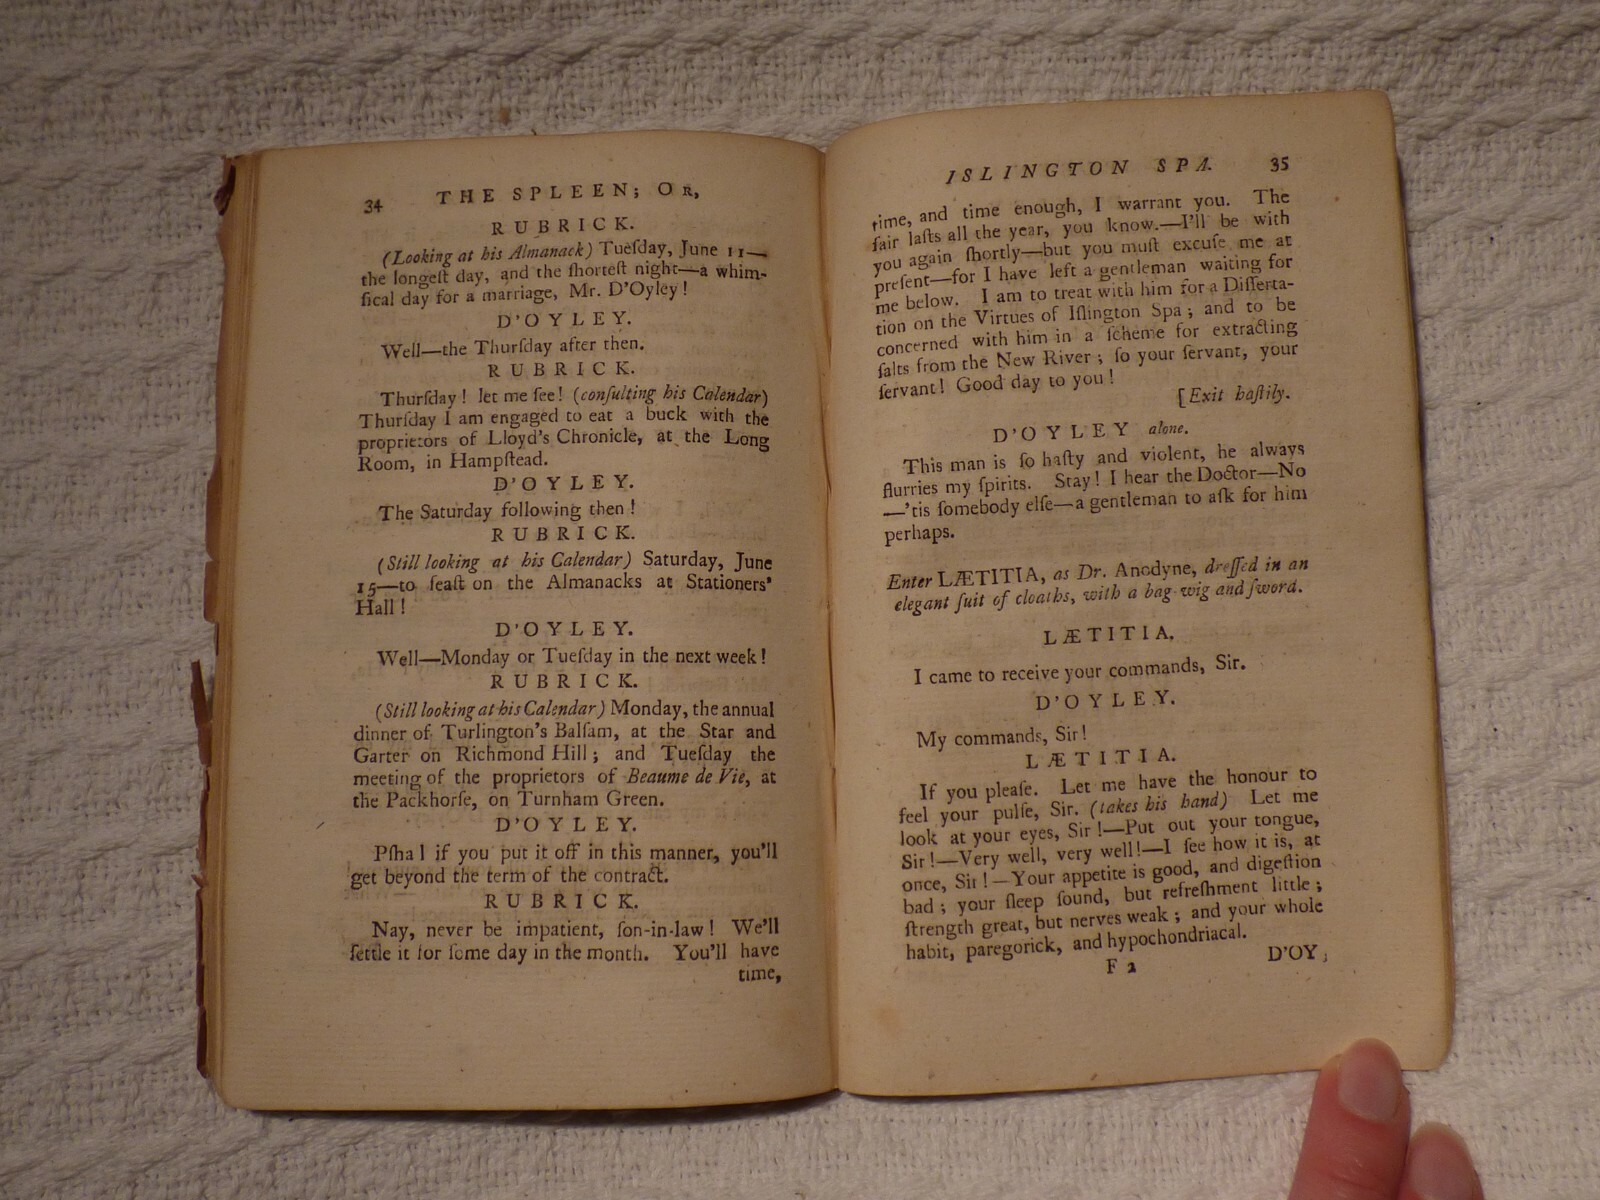 34 THE SPLEEN; OR,
RUBRICK.
(Looking at his Almanack) Tueſday, June 11—
the longeſt day, and the ſhorteſt night—a whim-
ſical day for a marriage, Mr. D'Oyley!
D'OYLEY.
Well—the Thurſday after then.
RUBRICK.
Thurſday! let me ſee! (conſulting his Calendar)
Thurſday I am engaged to eat a buck with the
proprietors of Lloyd's Chronicle, at the Long
Room, in Hampſtead.
D'OYLEY.
The Saturday following then!
RUBRICK.
(Still looking at his Calendar) Saturday, June
15—to feaſt on the Almanacks at Stationers'
Hall!
D'OYLEY.
Well—Monday or Tueſday in the next week!
RUBRICK.
(Still looking at his Calendar) Monday, the annual
dinner of Turlington's Balſam, at the Star and
Garter on Richmond Hill; and Tueſday the
meeting of the proprietors of Beaume de Vie, at
the Packhorſe, on Turnham Green.
D'OYLEY.
Pſha! if you put it off in this manner, you'll
get beyond the term of the contract.
RUBRICK.
Nay, never be impatient, ſon-in-law! We'll
ſettle it for ſome day in the month. You'll have
time,
ISLINGTON SPA. 35
time, and time enough, I warrant you. The
fair laſts all the year, you know.—I'll be with
you again ſhortly—but you muſt excuſe me at
preſent—for I have left a gentleman waiting for
me below. I am to treat with him for a Diſſerta-
tion on the Virtues of Iſlington Spa; and to be
concerned with him in a ſcheme for extracting
ſalts from the New River; ſo your ſervant, your
ſervant! Good day to you!
[Exit haſtily.
D'OYLEY alone.
This man is ſo haſty and violent, he always
flurries my ſpirits. Stay! I hear the Doctor—No
—'tis ſomebody elſe—a gentleman to aſk for him
perhaps.
Enter LÆTITIA, as Dr. Anodyne, dreſſed in an
elegant ſuit of cloaths, with a bag-wig and ſword.
LÆTITIA.
I came to receive your commands, Sir.
D'OYLEY.
My commands, Sir!
LÆTITIA.
If you pleaſe. Let me have the honour to
feel your pulſe, Sir. (takes his hand) Let me
look at your eyes, Sir!—Put out your tongue,
Sir!—Very well, very well!—I ſee how it is, at
once, Sir!—Your appetite is good, and digeſtion
bad; your ſleep ſound, but refreſhment little;
ſtrength great, but nerves weak; and your whole
habit, paregorick, and hypochondriacal.
F 2 D'OY,